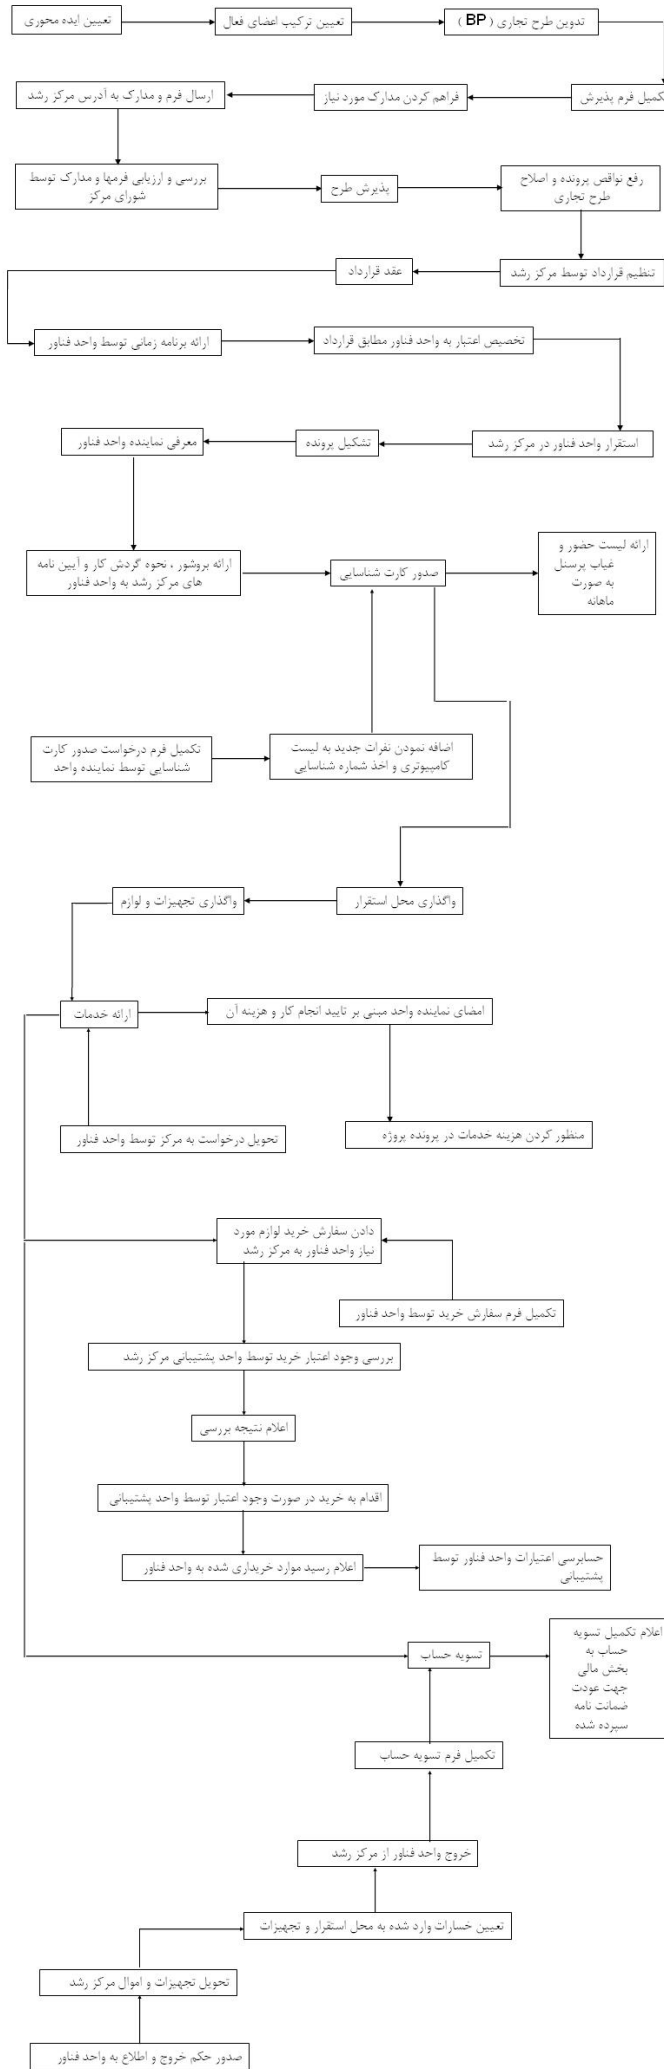 تعیین ایده محوری
تعیین ترکیب اعضای فعال
تدوین طرح تجاری ( BP )
تکمیل فرم پذیرش
فراهم کردن مدارک مورد نیاز
ارسال فرم و مدارک به آدرس مرکز رشد
بررسی و ارزیابی فرمها و مدارک توسط
شورای مرکز
پذیرش طرح
رفع نواقص پرونده و اصلاح
طرح تجاری
تنظیم قرارداد توسط مرکز رشد
عقد قرارداد
ارائه برنامه زمانی توسط واحد فناور
تخصیص اعتبار به واحد فناور مطابق قرارداد
استقرار واحد فناور در مرکز رشد
تشکیل پرونده
معرفی نماینده واحد فناور
ارائه بروشور ، نحوه گردش کار و آیین نامه
های مرکز رشد به واحد فناور
صدور کارت شناسایی
ارائه لیست حضور و
غیاب پرسنل
به صورت
ماهانه
تکمیل فرم درخواست صدور کارت
شناسایی توسط نماینده واحد
اضافه نمودن نفرات جدید به لیست
کامپیوتری و اخذ شماره شناسایی
واگذاری محل استقرار
واگذاری تجهیزات و لوازم
ارائه خدمات
امضای نماینده واحد مبنی بر تایید انجام کار و هزینه آن
تحویل درخواست به مرکز توسط واحد فناور
منظور کردن هزینه خدمات در پرونده پروژه
دادن سفارش خرید لوازم مورد
نیاز واحد فناور به مرکز رشد
تکمیل فرم سفارش خرید توسط واحد فناور
بررسی وجود اعتبار خرید توسط واحد پشتیبانی مرکز رشد
اعلام نتیجه بررسی
اقدام به خرید در صورت وجود اعتبار توسط واحد پشتیبانی
اعلام رسید موارد خریداری شده به واحد فناور
حسابرسی اعتبارات واحد فناور توسط
پشتیبانی
تسویه حساب
اعلام تکمیل تسویه
حساب به
بخش مالی
جهت عودت
ضمانت نامه
سپرده شده
تکمیل فرم تسویه حساب
خروج واحد فناور از مرکز رشد
تعیین خسارات وارد شده به محل استقرار و تجهیزات
تحویل تجهیزات و اموال مرکز رشد
صدور حکم خروج و اطلاع به واحد فناور